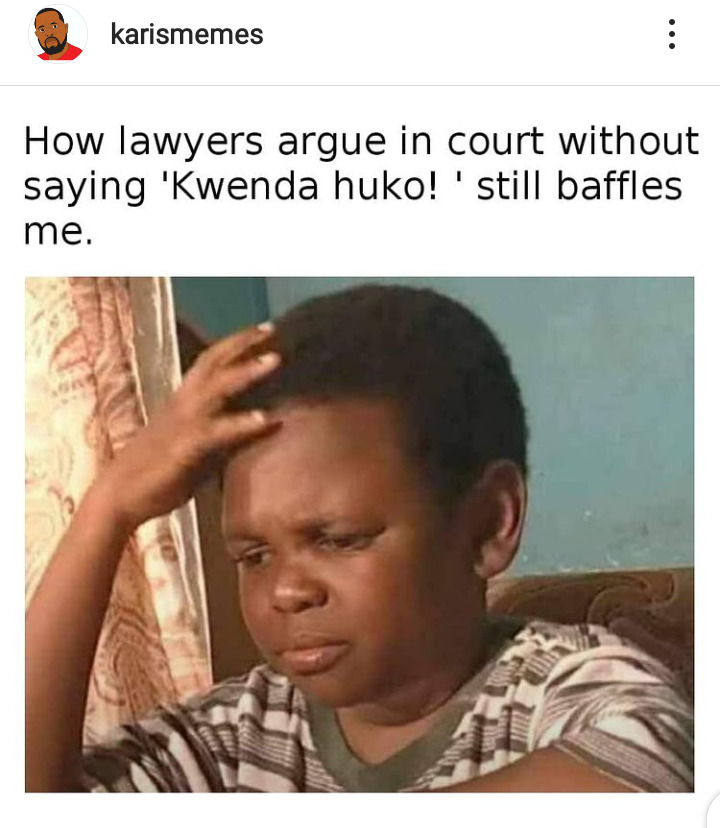 karismemes
How lawyers argue in court without
saying 'Kwenda huko! ' still baffles
me.